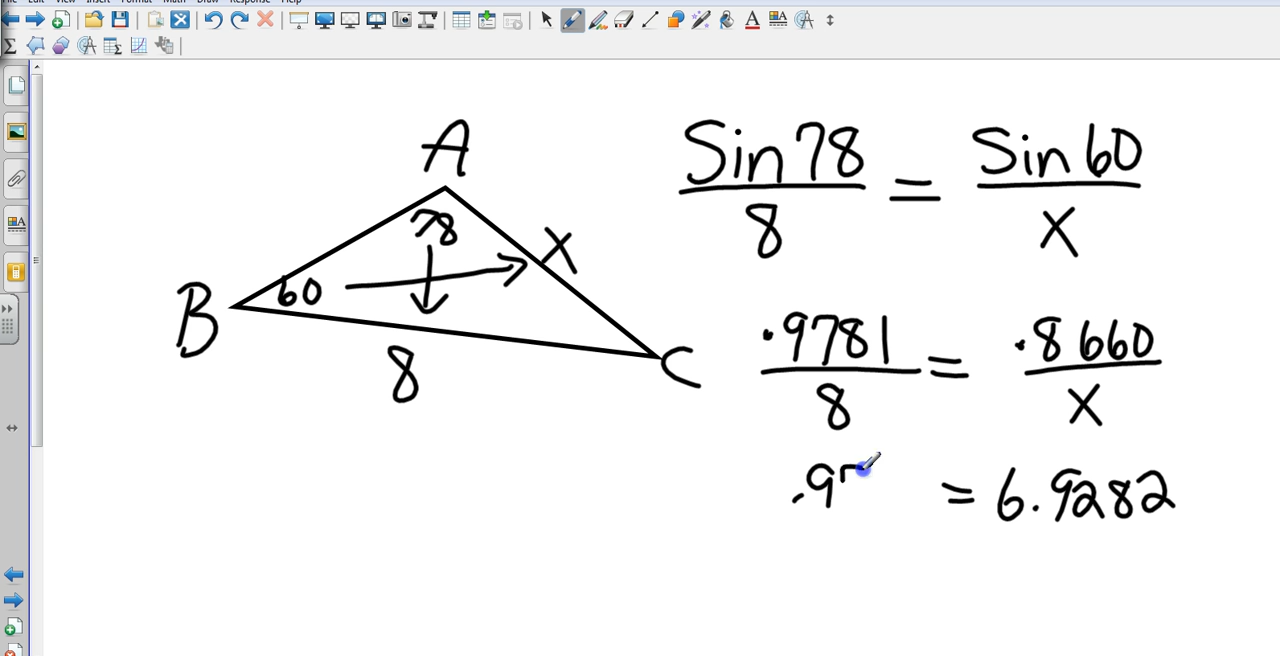 A
78
X
B
60
8
C
Sin 78 = Sin 60
8 X
.9781 = .8660
8 X
.9 = 6.9282